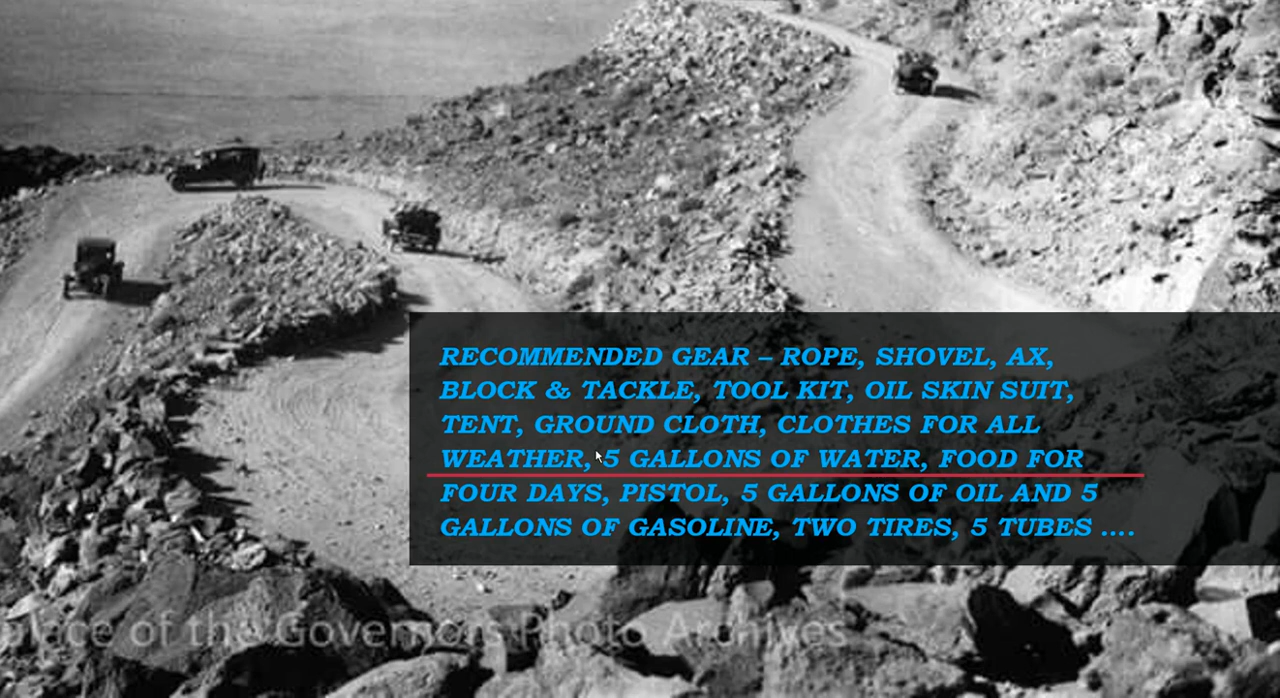 RECOMMENDED GEAR – ROPE, SHOVEL, AX,
BLOCK & TACKLE, TOOL KIT, OIL SKIN SUIT,
TENT, GROUND CLOTH, CLOTHES FOR ALL
WEATHER, 5 GALLONS OF WATER, FOOD FOR
FOUR DAYS, PISTOL, 5 GALLONS OF OIL AND 5
GALLONS OF GASOLINE, TWO TIRES, 5 TUBES ....
of the Governors Photo Archives